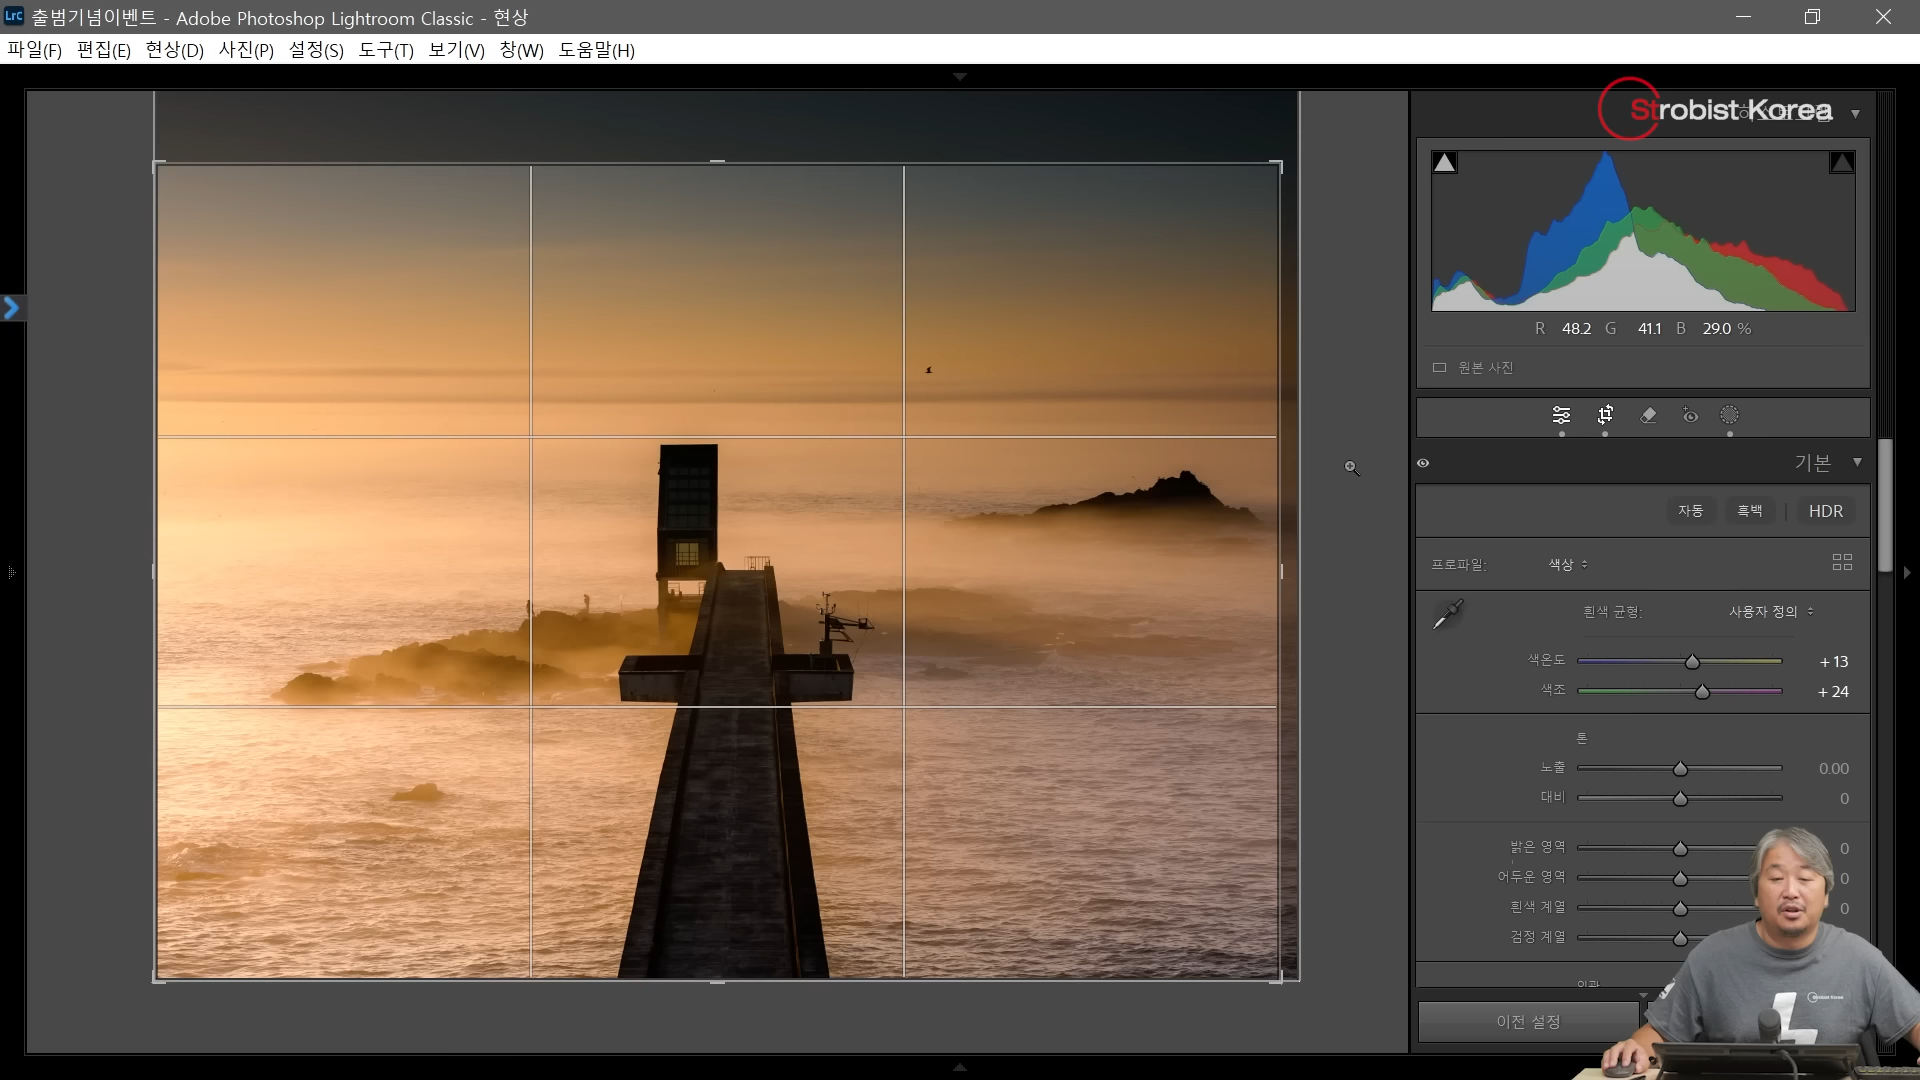 LrC 출범기념이벤트 - Adobe Photoshop Lightroom Classic - 현상
파일(F) 편집(E) 현상(D) 사진(P) 설정(S) 도구(T) 보기(V) 창(W) 도움말(H)
Strobist Korea
R 48.2 G 41.1 B 29.0 %
원본 사진
기본
자동 흑백 HDR
프로파일: 색상
흰색 균형: 사용자 정의
색온도 + 13
색조 + 24
톤
노출 0.00
대비 0
밝은 영역 0
어두운 영역 0
흰색 계열 0
검정 계열
이전 설정